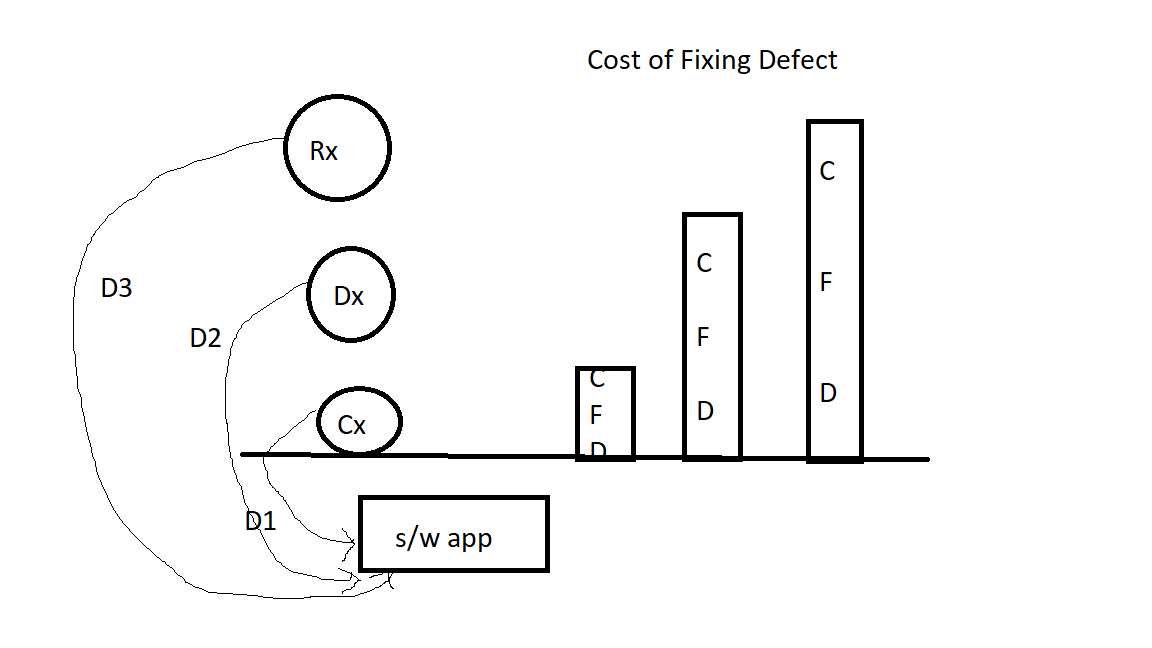 Cost of Fixing Defect
Rx
D3
Dx
D2
Cx
D1
s/w app
C
F
D
C
F
D
C
F
D